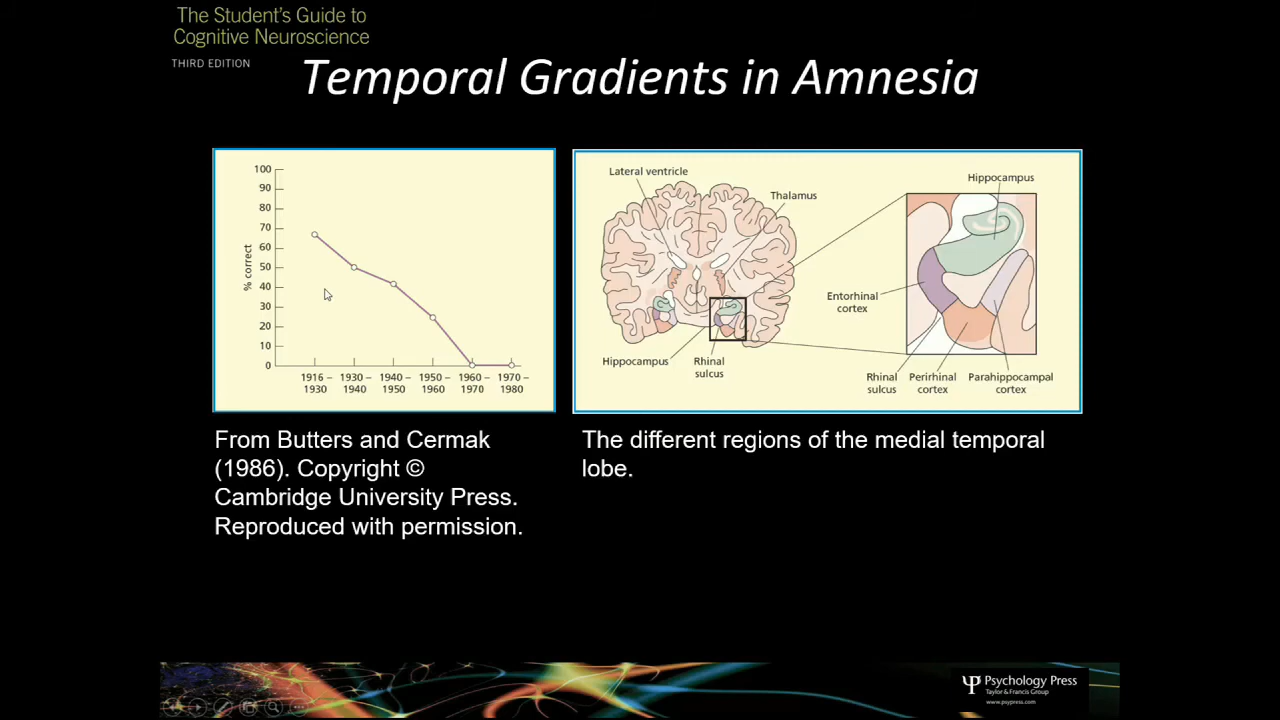 The Student's Guide to
Cognitive Neuroscience
THIRD EDITION
Temporal Gradients in Amnesia
% correct
100
90
80
70
60
50
40
30
20
10
0
1916 – 1930 – 1940 – 1950 – 1960 – 1970 –
1930 1940 1950 1960 1970 1980
Lateral ventricle
Thalamus
Hippocampus
Rhinal
sulcus
Hippocampus
Entorhinal
cortex
Rhinal
sulcus
Perirhinal
cortex
Parahippocampal
cortex
From Butters and Cermak
(1986). Copyright ©
Cambridge University Press.
Reproduced with permission.
The different regions of the medial temporal
lobe.
Psychology Press
Taylor & Francis Group
www.psypress.com